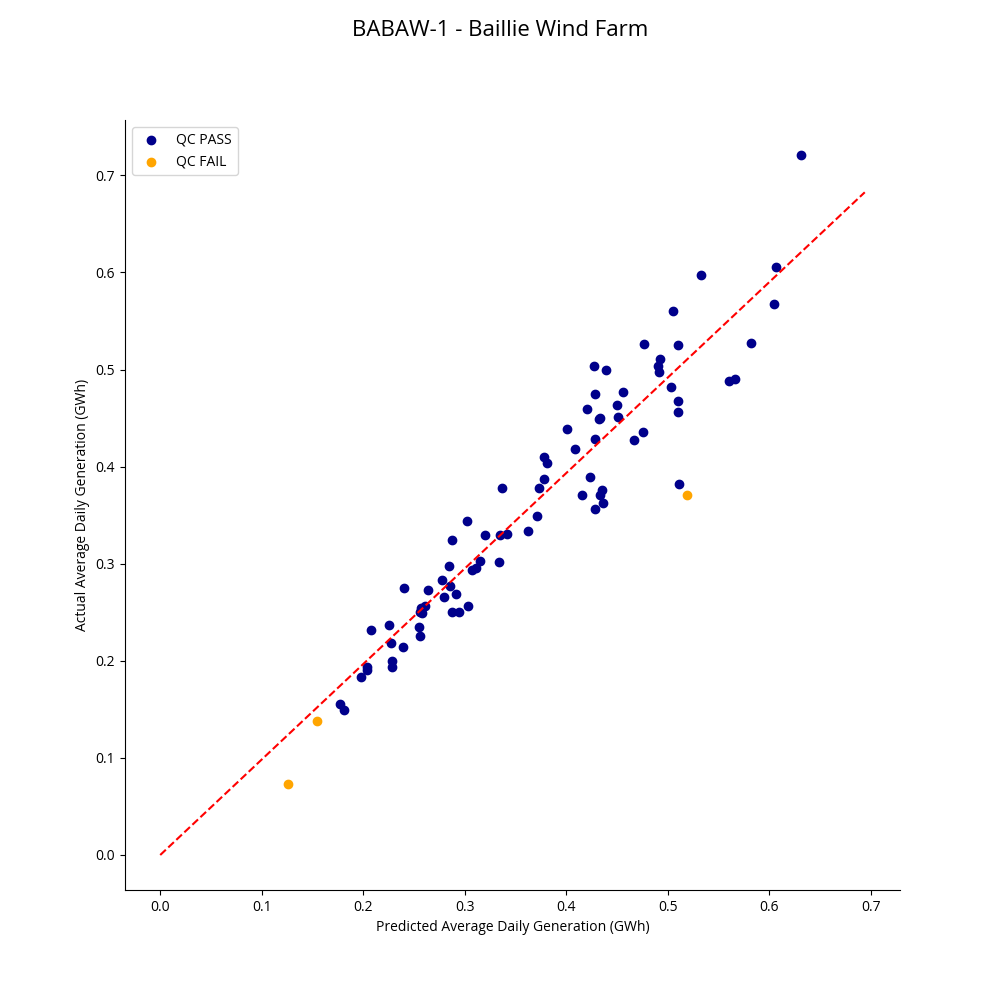 BABAW-1 - Baillie Wind Farm
QC PASS
QC FAIL
Actual Average Daily Generation (GWh)
0.7
0.6
0.5
0.4
0.3
0.2
0.1
0.0
0.0 0.1 0.2 0.3 0.4 0.5 0.6 0.7
Predicted Average Daily Generation (GWh)